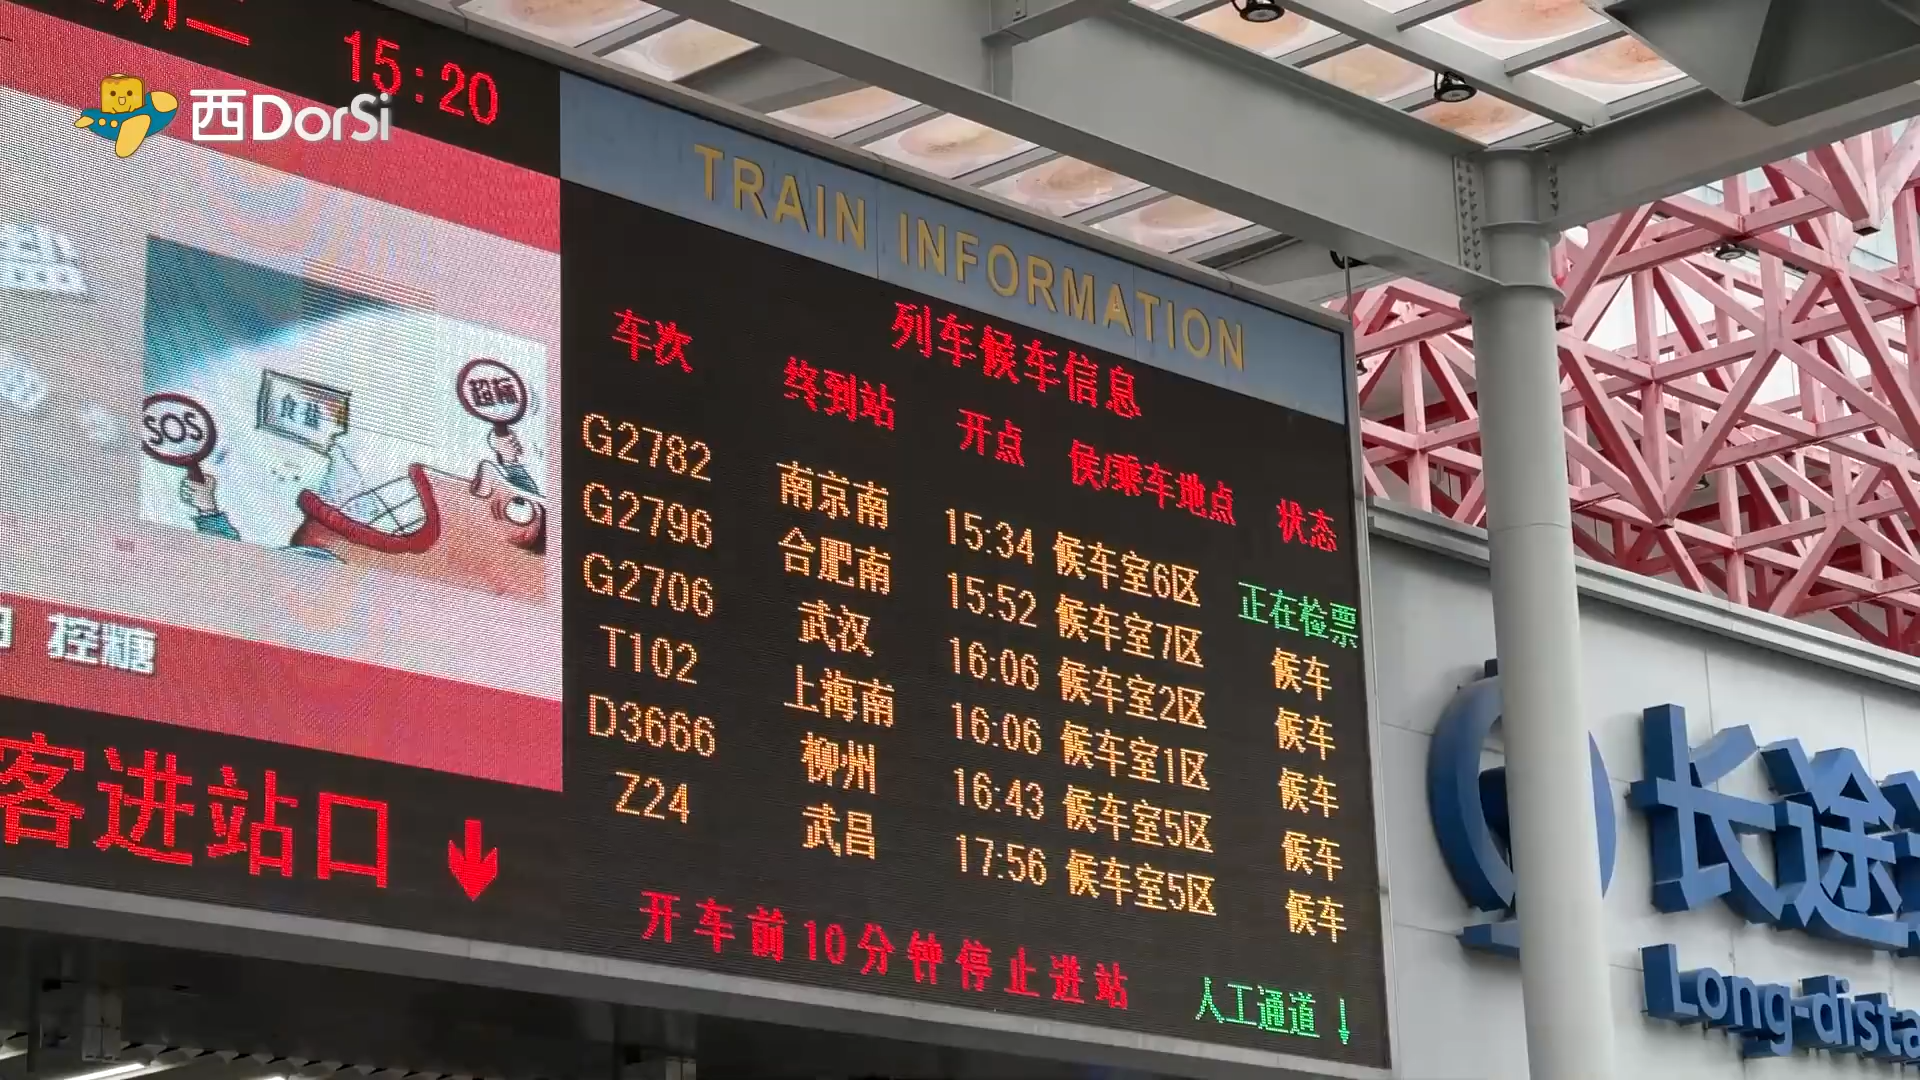 15:20
西DorSi
TRAIN INFORMATION
列车候车信息
车次 终到站 开点 侯/乘车地点 状态
G2782 南京南 15:34 候车室6区 正在检票
G2796 合肥南 15:52 候车室7区 候车
G2706 武汉 16:06 候车室2区 候车
T102 上海南 16:06 候车室1区 候车
D3666 柳州 16:43 候车室5区 候车
Z24 武昌 17:56 候车室5区 候车
开车前10分钟停止进站
人工通道↓
盐
SOS
食盐
超标
控糖
客进站口 ↓
长途
Long-dista